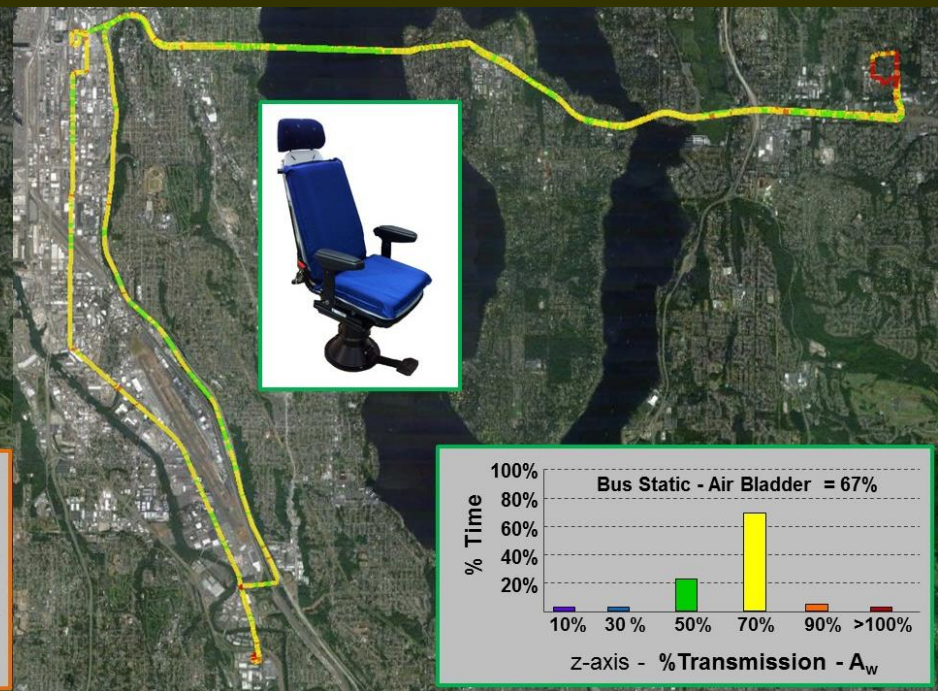 Bus Static - Air Bladder = 67%
100%
80%
60%
40%
20%
% Time
10% 30 % 50% 70% 90% >100%
z-axis - %Transmission - Aw